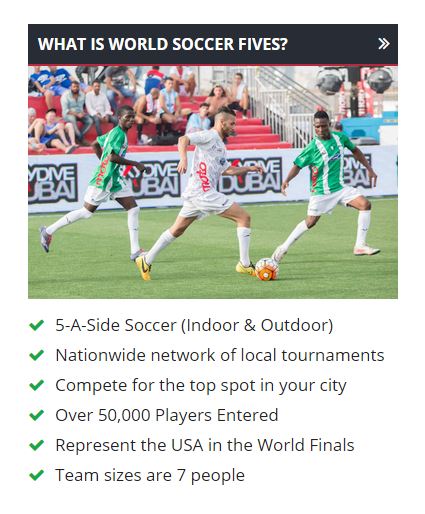 WHAT IS WORLD SOCCER FIVES?
DUBAI
DUBAI
5-A-Side Soccer (Indoor & Outdoor)
Nationwide network of local tournaments
Compete for the top spot in your city
Over 50,000 Players Entered
Represent the USA in the World Finals
Team sizes are 7 people